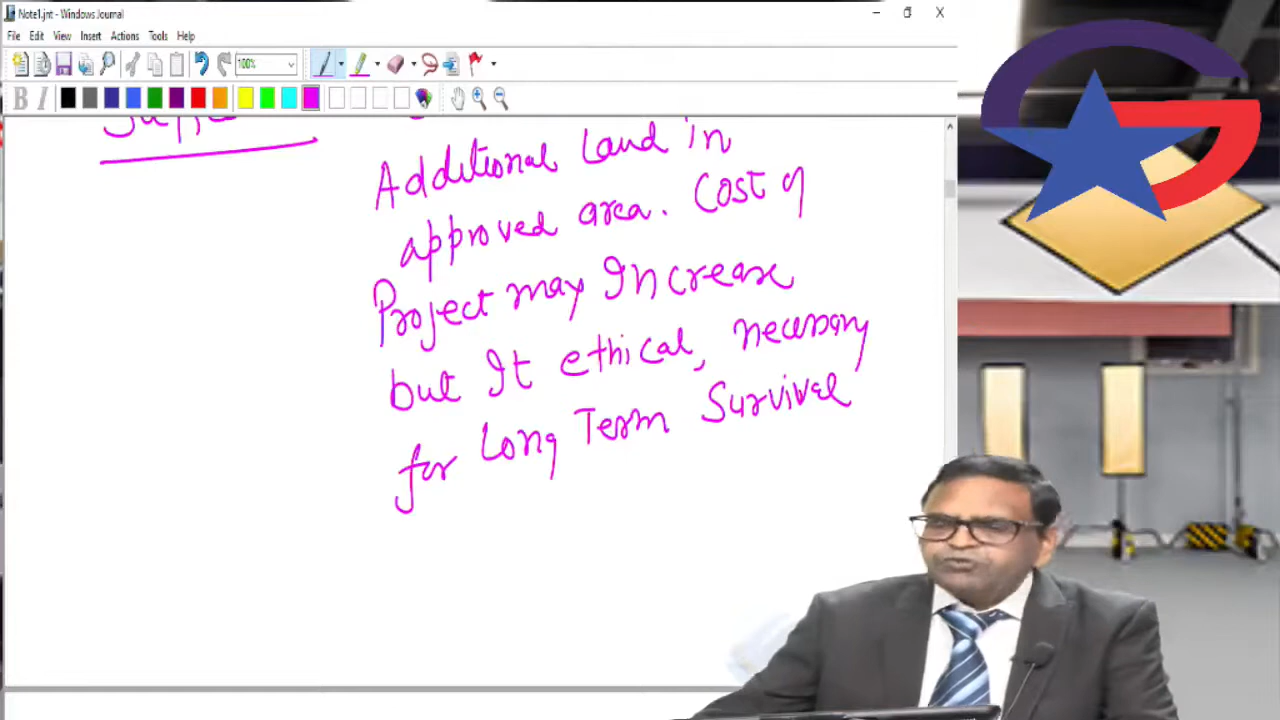 Note1.jnt - Windows Journal
File Edit View Insert Actions Tools Help
100%
B I
Additional Land in
approved area. Cost of
Project may Increase
but It ethical, necessary
for Long Term Survival